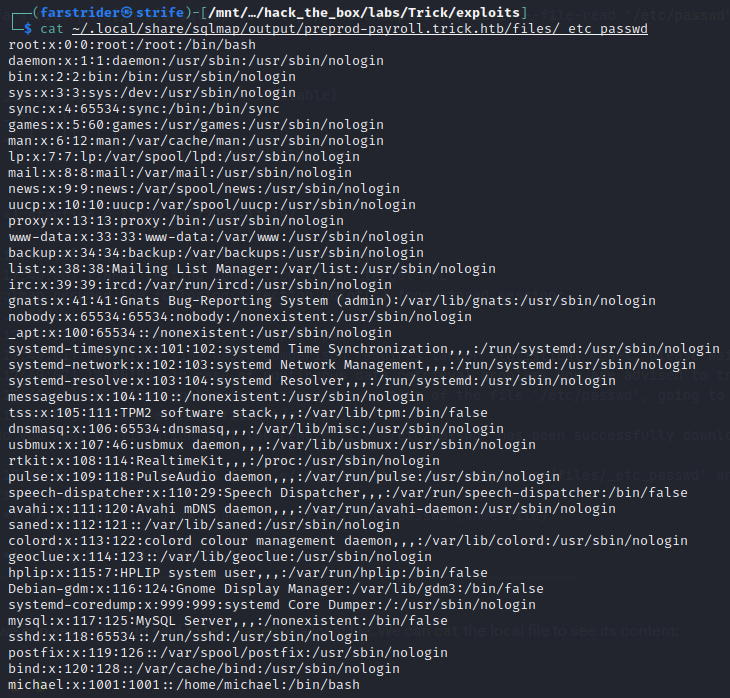 (farstrider㉿strife)-[/mnt/…/hack_the_box/labs/Trick/exploits]
$ cat ~/.local/share/sqlmap/output/preprod-payroll.trick.htb/files/_etc_passwd
root:x:0:0:root:/root:/bin/bash
daemon:x:1:1:daemon:/usr/sbin:/usr/sbin/nologin
bin:x:2:2:bin:/bin:/usr/sbin/nologin
sys:x:3:3:sys:/dev:/usr/sbin/nologin
sync:x:4:65534:sync:/bin:/bin/sync
games:x:5:60:games:/usr/games:/usr/sbin/nologin
man:x:6:12:man:/var/cache/man:/usr/sbin/nologin
lp:x:7:7:lp:/var/spool/lpd:/usr/sbin/nologin
mail:x:8:8:mail:/var/mail:/usr/sbin/nologin
news:x:9:9:news:/var/spool/news:/usr/sbin/nologin
uucp:x:10:10:uucp:/var/spool/uucp:/usr/sbin/nologin
proxy:x:13:13:proxy:/bin:/usr/sbin/nologin
www-data:x:33:33:www-data:/var/www:/usr/sbin/nologin
backup:x:34:34:backup:/var/backups:/usr/sbin/nologin
list:x:38:38:Mailing List Manager:/var/list:/usr/sbin/nologin
irc:x:39:39:ircd:/var/run/ircd:/usr/sbin/nologin
gnats:x:41:41:Gnats Bug-Reporting System (admin):/var/lib/gnats:/usr/sbin/nologin
nobody:x:65534:65534:nobody:/nonexistent:/usr/sbin/nologin
_apt:x:100:65534::/nonexistent:/usr/sbin/nologin
systemd-timesync:x:101:102:systemd Time Synchronization,,,:/run/systemd:/usr/sbin/nologin
systemd-network:x:102:103:systemd Network Management,,,:/run/systemd:/usr/sbin/nologin
systemd-resolve:x:103:104:systemd Resolver,,,:/run/systemd:/usr/sbin/nologin
messagebus:x:104:110::/nonexistent:/usr/sbin/nologin
tss:x:105:111:TPM2 software stack,,,:/var/lib/tpm:/bin/false
dnsmasq:x:106:65534:dnsmasq,,,:/var/lib/misc:/usr/sbin/nologin
usbmux:x:107:46:usbmux daemon,,,:/var/lib/usbmux:/usr/sbin/nologin
rtkit:x:108:114:RealtimeKit,,,:/proc:/usr/sbin/nologin
pulse:x:109:118:PulseAudio daemon,,,:/var/run/pulse:/usr/sbin/nologin
speech-dispatcher:x:110:29:Speech Dispatcher,,,:/var/run/speech-dispatcher:/bin/false
avahi:x:111:120:Avahi mDNS daemon,,,:/var/run/avahi-daemon:/usr/sbin/nologin
saned:x:112:121::/var/lib/saned:/usr/sbin/nologin
colord:x:113:122:colord colour management daemon,,,:/var/lib/colord:/usr/sbin/nologin
geoclue:x:114:123::/var/lib/geoclue:/usr/sbin/nologin
hplip:x:115:7:HPLIP system user,,,:/var/run/hplip:/bin/false
Debian-gdm:x:116:124:Gnome Display Manager:/var/lib/gdm3:/bin/false
systemd-coredump:x:999:999:systemd Core Dumper:/:/usr/sbin/nologin
mysql:x:117:125:MySQL Server,,,:/nonexistent:/bin/false
sshd:x:118:65534::/run/sshd:/usr/sbin/nologin
postfix:x:119:126::/var/spool/postfix:/usr/sbin/nologin
bind:x:120:128::/var/cache/bind:/usr/sbin/nologin
michael:x:1001:1001::/home/michael:/bin/bash